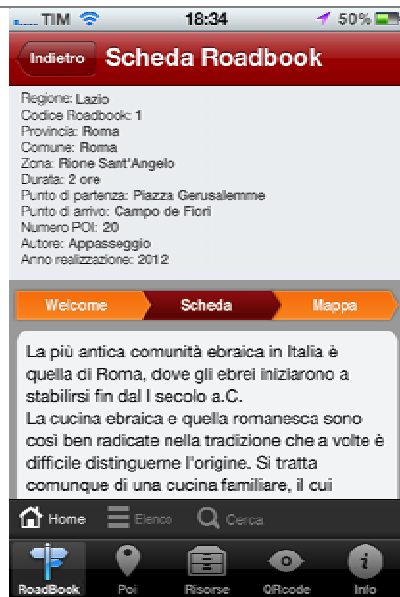 TIM 18:34 50%
Indietro Scheda Roadbook
Regione: Lazio
Codice Roadbook: 1
Provincia: Roma
Comune: Roma
Zona: Rione Sant'Angelo
Durata: 2 ore
Punto di partenza: Piazza Gerusalemme
Punto di arrivo: Campo de Fiori
Numero POI: 20
Autore: Appasseggio
Anno realizzazione: 2012
Welcome Scheda Mappa
La più antica comunità ebraica in Italia è
quella di Roma, dove gli ebrei iniziarono a
stabilirsi fin dal I secolo a.C.
La cucina ebraica e quella romanesca sono
così ben radicate nella tradizione che a volte è
difficile distinguerne l'origine. Si tratta
comunque di una cucina familiare, il cui
Home Elenco Cerca
RoadBook Poi Risorse QRcode Info